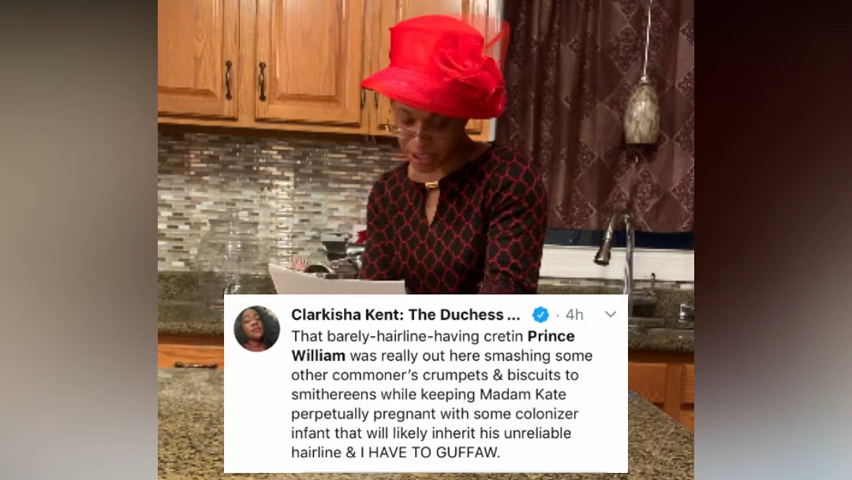 Clarkisha Kent: The Duchess ... · 4h
That barely-hairline-having cretin Prince
William was really out here smashing some
other commoner's crumpets & biscuits to
smithereens while keeping Madam Kate
perpetually pregnant with some colonizer
infant that will likely inherit his unreliable
hairline & I HAVE TO GUFFAW.